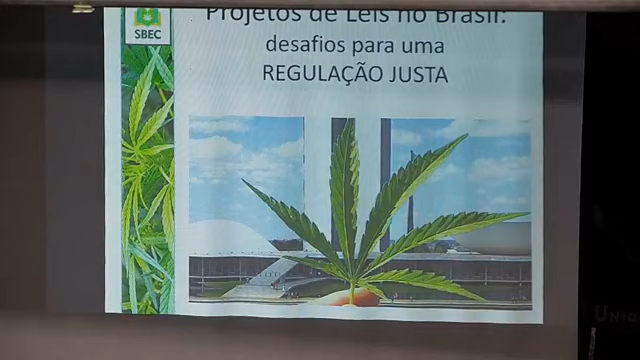 SBEC
Projetos de Leis no Brasil:
desafios para uma
REGULAÇÃO JUSTA